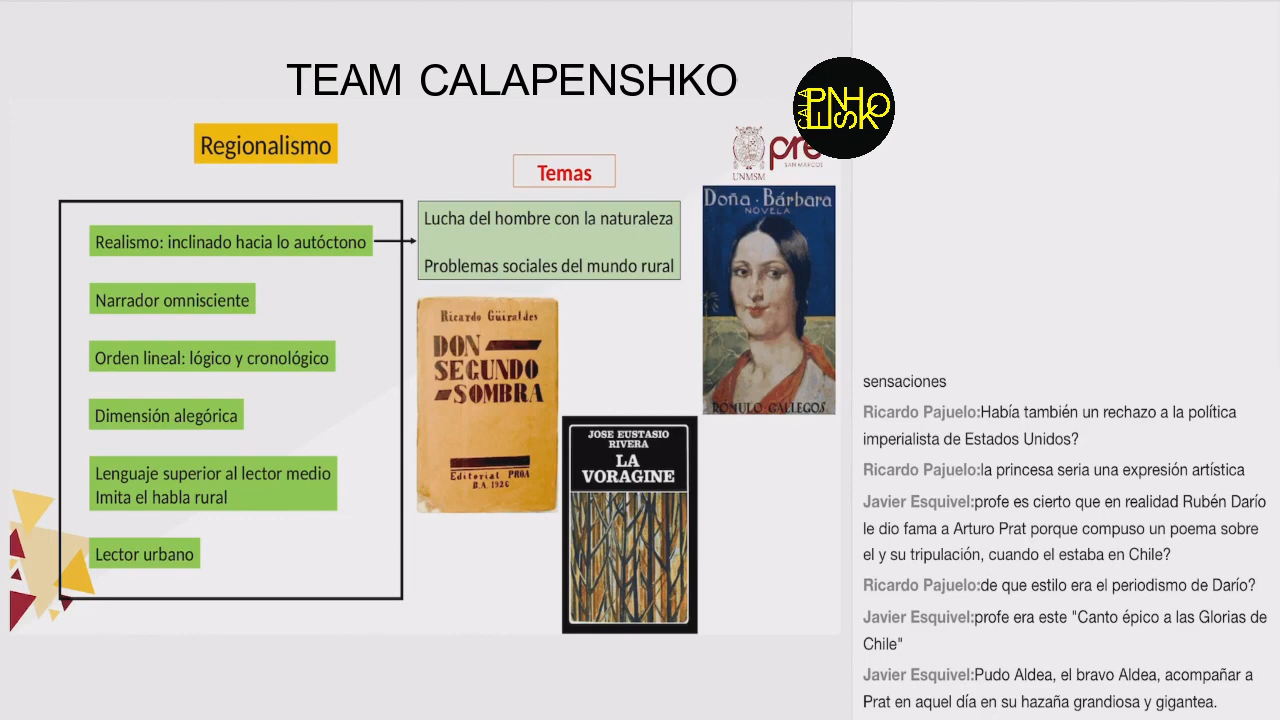 TEAM CALAPENSHKO
CALA
PENHO
ESK
Regionalismo
Temas
pre
SAN MARCOS
UNMSM
Realismo: inclinado hacia lo autóctono
Narrador omnisciente
Orden lineal: lógico y cronológico
Dimensión alegórica
Lenguaje superior al lector medio
Imita el habla rural
Lector urbano
Lucha del hombre con la naturaleza
Problemas sociales del mundo rural
Ricardo Güiraldes
DON
SEGUNDO
SOMBRA
Editorial PROA
B.A. 1926
JOSE EUSTASIO
RIVERA
LA
VORAGINE
Doña·Bárbara
NOVELA
RÓMULO·GALLEGOS
sensaciones
Ricardo Pajuelo:Había también un rechazo a la política
imperialista de Estados Unidos?
Ricardo Pajuelo:la princesa seria una expresión artística
Javier Esquivel:profe es cierto que en realidad Rubén Darío
le dio fama a Arturo Prat porque compuso un poema sobre
el y su tripulación, cuando el estaba en Chile?
Ricardo Pajuelo:de que estilo era el periodismo de Darío?
Javier Esquivel:profe era este "Canto épico a las Glorias de
Chile"
Javier Esquivel:Pudo Aldea, el bravo Aldea, acompañar a
Prat en aquel día en su hazaña grandiosa y gigantea.